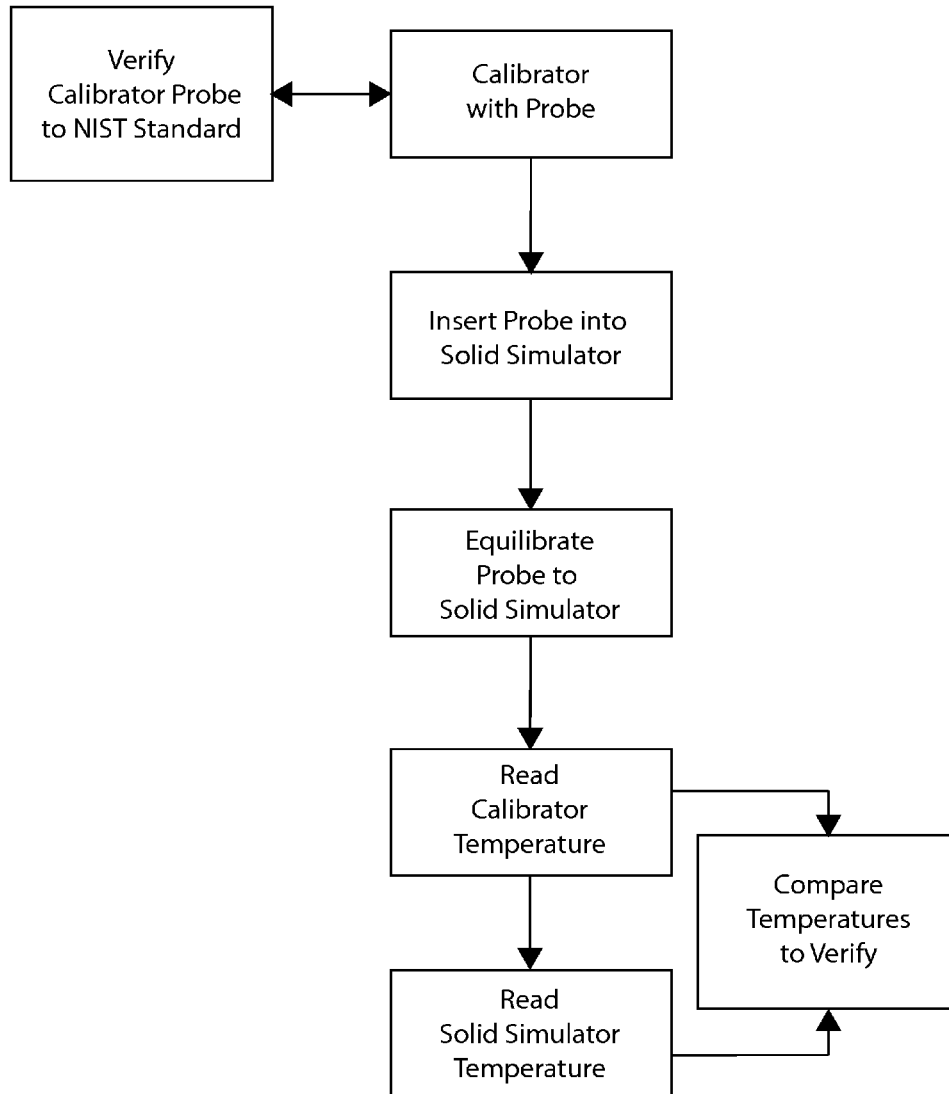 Verify
Calibrator Probe
to NIST Standard
Calibrator
with Probe
Insert Probe into
Solid Simulator
Equilibrate
Probe to
Solid Simulator
Read
Calibrator
Temperature
Compare
Temperatures
to Verify
Read
Solid Simulator
Temperature